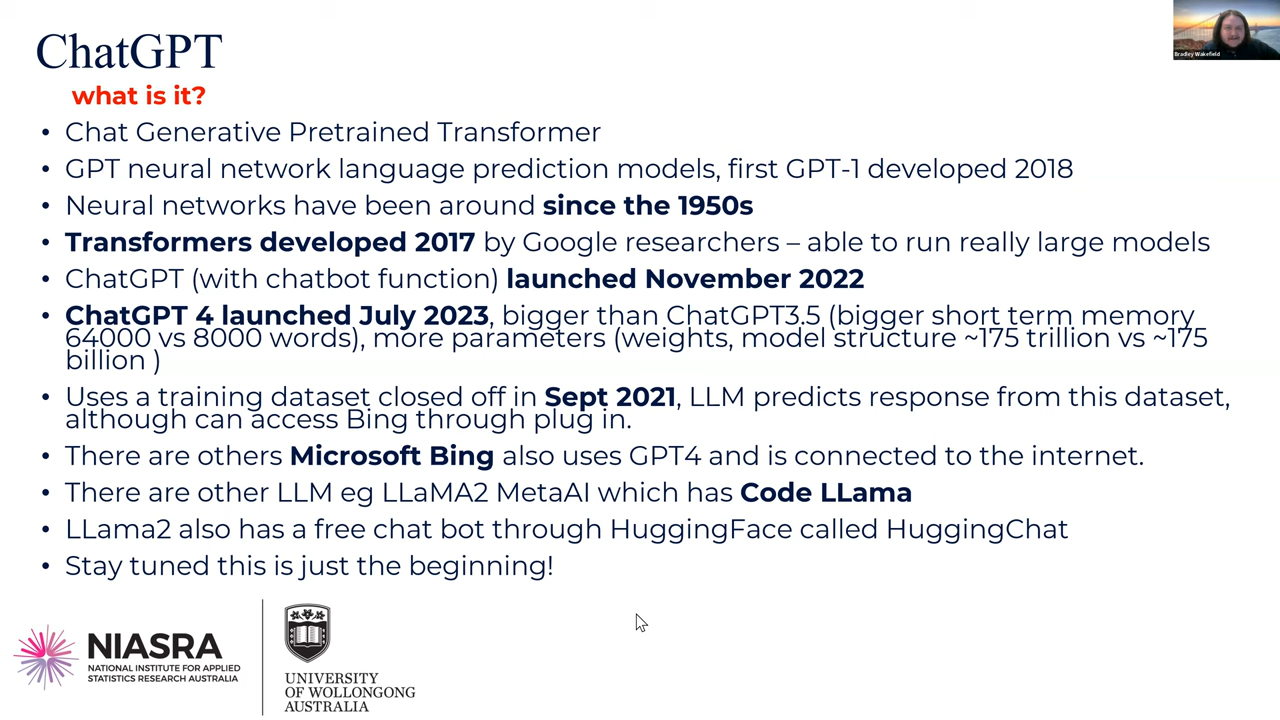 ChatGPT
Bradley Wakefield
what is it?
• Chat Generative Pretrained Transformer
• GPT neural network language prediction models, first GPT-1 developed 2018
• Neural networks have been around since the 1950s
• Transformers developed 2017 by Google researchers – able to run really large models
• ChatGPT (with chatbot function) launched November 2022
• ChatGPT 4 launched July 2023, bigger than ChatGPT3.5 (bigger short term memory
64000 vs 8000 words), more parameters (weights, model structure ~175 trillion vs ~175
billion )
• Uses a training dataset closed off in Sept 2021, LLM predicts response from this dataset,
although can access Bing through plug in.
• There are others Microsoft Bing also uses GPT4 and is connected to the internet.
• There are other LLM eg LLaMA2 MetaAI which has Code LLama
• LLama2 also has a free chat bot through HuggingFace called HuggingChat
• Stay tuned this is just the beginning!
NIASRA
NATIONAL INSTITUTE FOR APPLIED
STATISTICS RESEARCH AUSTRALIA
UNIVERSITY
OF WOLLONGONG
AUSTRALIA